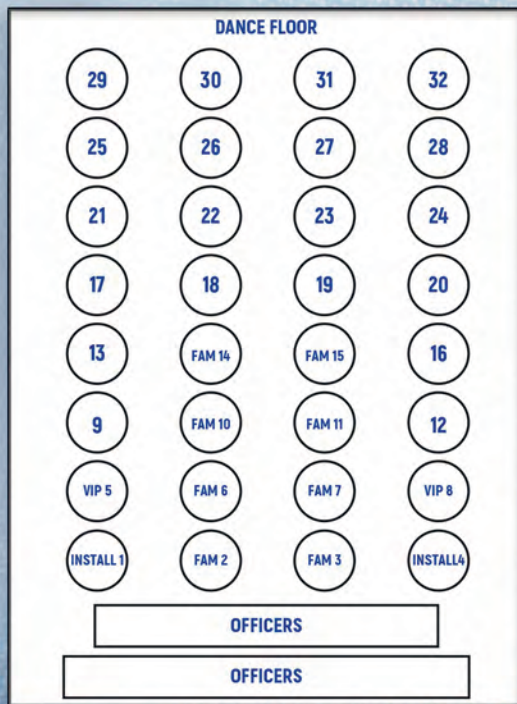 DANCE FLOOR
29 30 31 32
25 26 27 28
21 22 23 24
17 18 19 20
13 FAM 14 FAM 15 16
9 FAM 10 FAM 11 12
VIP 5 FAM 6 FAM 7 VIP 8
INSTALL 1 FAM 2 FAM 3 INSTALL4
OFFICERS
OFFICERS